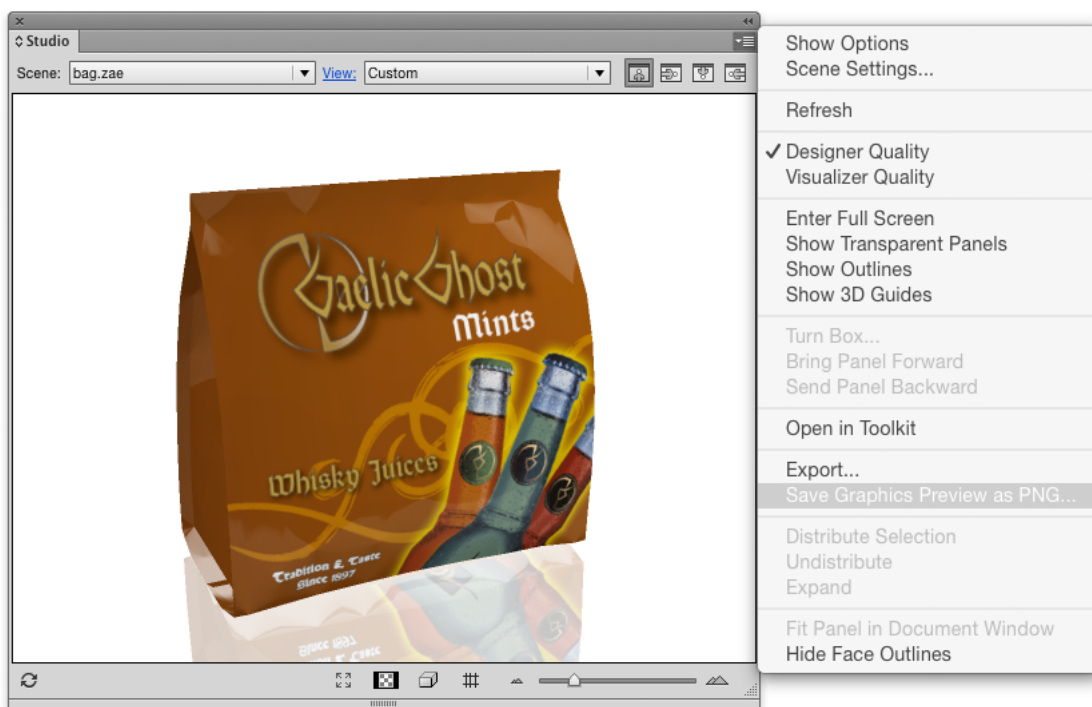 Studio
Scene: bag.zae View: Custom
Gaelic Ghost
Mints
Whisky Juices
Tradition & Taste
Since 1897
Show Options
Scene Settings...
Refresh
✓ Designer Quality
Visualizer Quality
Enter Full Screen
Show Transparent Panels
Show Outlines
Show 3D Guides
Turn Box...
Bring Panel Forward
Send Panel Backward
Open in Toolkit
Export...
Save Graphics Preview as PNG...
Distribute Selection
Undistribute
Expand
Fit Panel in Document Window
Hide Face Outlines